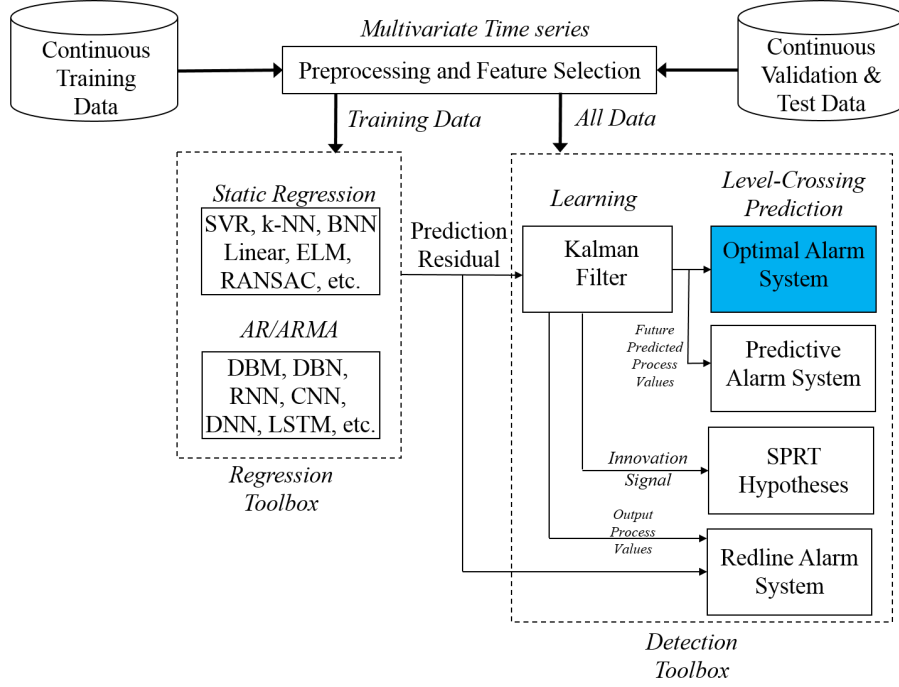 Continuous
Training
Data
Multivariate Time series
Preprocessing and Feature Selection
Continuous
Validation &
Test Data
Training Data
All Data
Static Regression
SVR, k-NN, BNN
Linear, ELM,
RANSAC, etc.
AR/ARMA
DBM, DBN,
RNN, CNN,
DNN, LSTM, etc.
Regression
Toolbox
Prediction
Residual
Learning
Kalman
Filter
Level-Crossing
Prediction
Optimal Alarm
System
Future
Predicted
Process
Values
Predictive
Alarm System
Innovation
Signal
SPRT
Hypotheses
Output
Process
Values
Redline Alarm
System
Detection
Toolbox